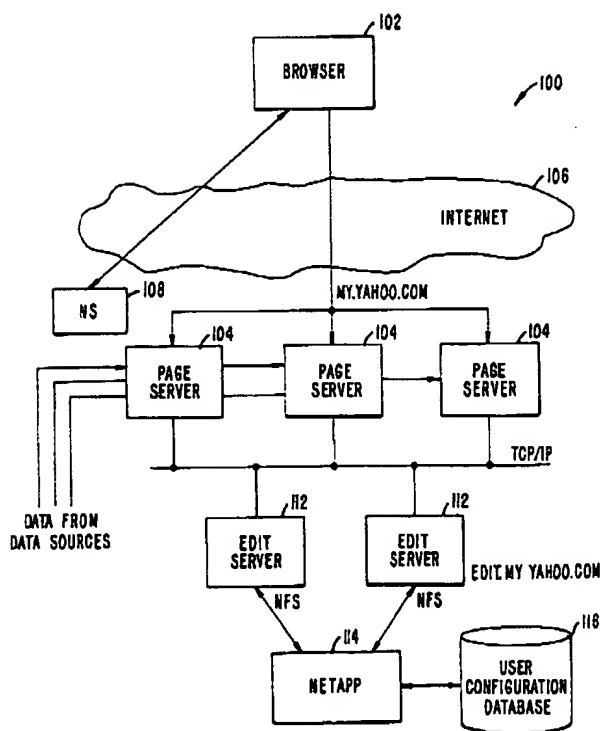 102
BROWSER
100
106
INTERNET
NS
108
MY.YAHOO.COM
104
PAGE
SERVER
104
PAGE
SERVER
104
PAGE
SERVER
TCP/IP
DATA FROM
DATA SOURCES
112
EDIT
SERVER
112
EDIT
SERVER
EDIT.MY YAHOO.COM
NFS
NFS
114
NETAPP
118
USER
CONFIGURATION
DATABASE